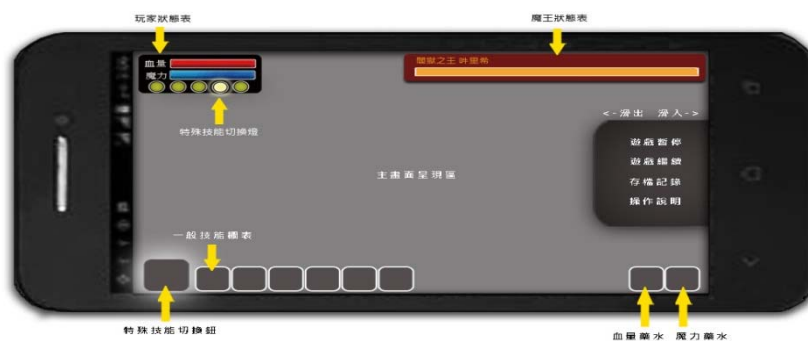 玩家狀態表
魔王狀態表
血量
魔力
特殊技能切換燈
<-滑出 滑入->
遊戲暫停
遊戲繼續
存檔記錄
操作說明
主畫面呈現區
一般技能圖表
特殊技能切換鈕
血量藥水
魔力藥水